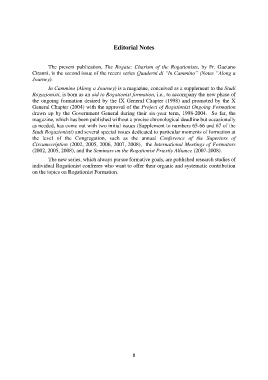 Editorial Notes
The present publication, The Rogate: Charism of the Rogationists, by Fr. Gaetano
Ciranni, is the second issue of the recent series Quaderni di "In Cammino" (Notes "Along a
Journey).
In Cammino (Along a Journey) is a magazine, conceived as a supplement to the Studi
Rogazionisti, is born as an aid to Rogationist formation, i.e., to accompany the new phase of
the ongoing formation desired by the IX General Chapter (1998) and promoted by the X
General Chapter (2004) with the approval of the Project of Rogationist Ongoing Formation
drawn up by the Government General during the six-year term, 1998-2004. So far, the
magazine, which has been published without a precise chronological deadline but occasionally
as needed, has come out with two initial issues (Supplement to numbers 65-66 and 67 of the
Studi Rogazionisti) and several special issues dedicated to particular moments of formation at
the level of the Congregation, such as the annual Conference of the Superiors of
Circumscription (2002, 2005, 2006, 2007, 2008), the International Meetings of Formators
(2002, 2005, 2008), and the Seminars on the Rogationist Priestly Alliance (2007-2008).
The new series, which always pursue formative goals, are published research studies of
individual Rogationist confreres who want to offer their organic and systematic contribution
on the topics on Rogationist Formation.